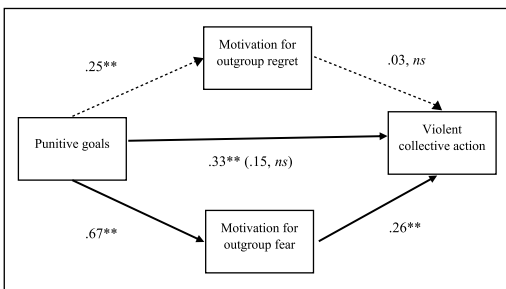 Motivation for
outgroup regret
.25**
.03, ns
Punitive goals
Violent
collective action
.33** (.15, ns)
Motivation for
outgroup fear
.67**
.26**